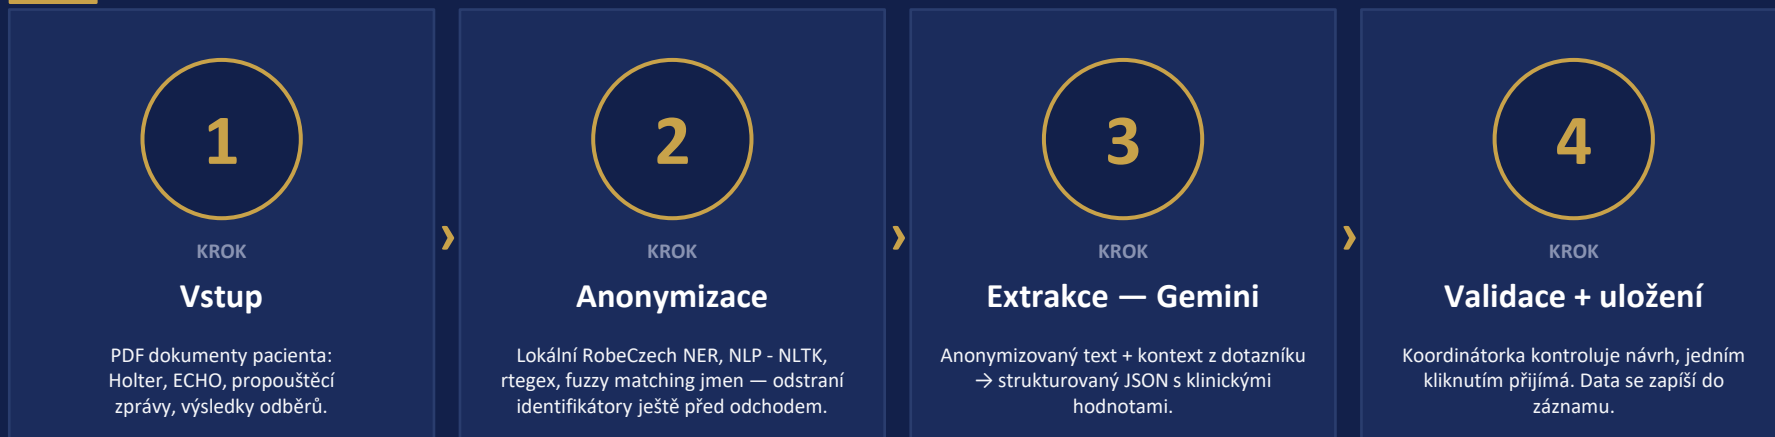 1
KROK
Vstup
PDF dokumenty pacienta:
Holter, ECHO, propouštěcí
zprávy, výsledky odběrů.
›
2
KROK
Anonymizace
Lokální RobeCzech NER, NLP - NLTK,
rtegex, fuzzy matching jmen — odstraní
identifikátory ještě před odchodem.
›
3
KROK
Extrakce — Gemini
Anonymizovaný text + kontext z dotazníku
→ strukturovaný JSON s klinickými
hodnotami.
›
4
KROK
Validace + uložení
Koordinátorka kontroluje návrh, jedním
kliknutím přijímá. Data se zapíší do
záznamu.